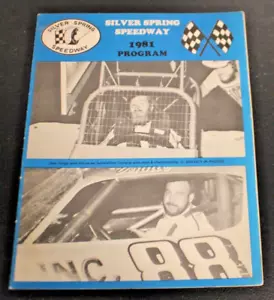 SILVER SPRING
SPEEDWAY
SILVER SPRING
SPEEDWAY
1981
PROGRAM
INC.
88